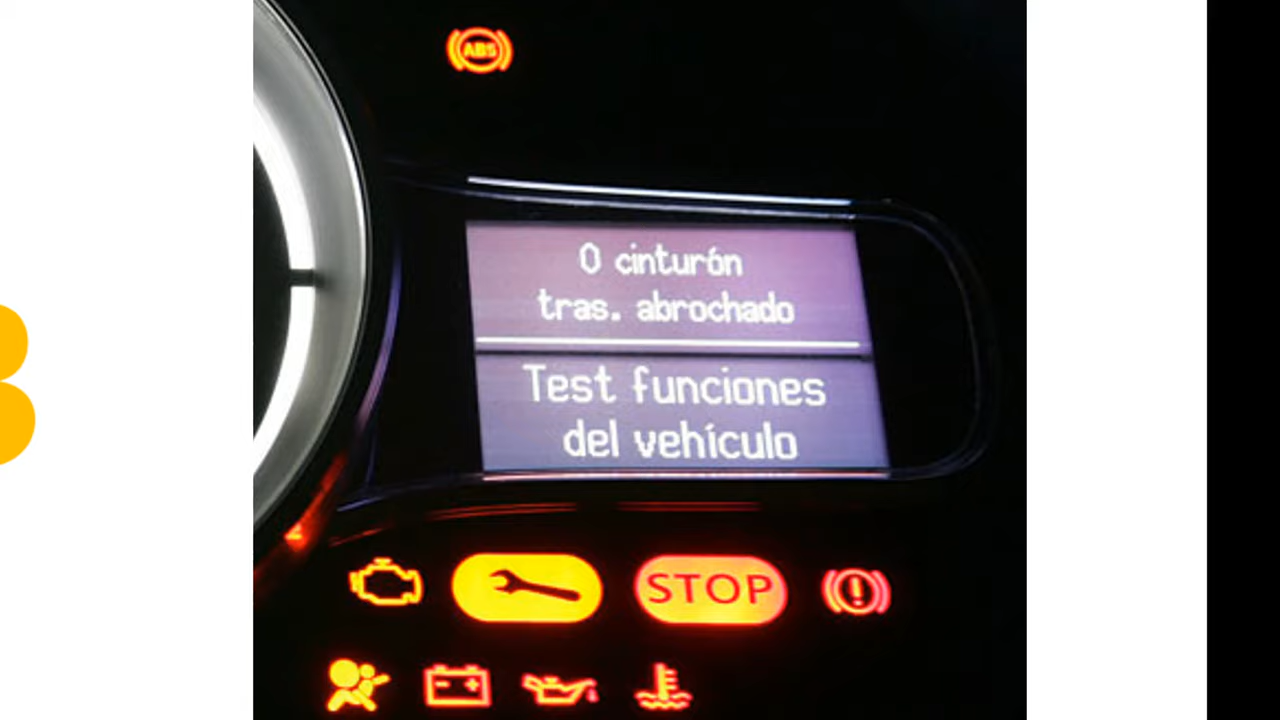 ABS
0 cinturón
tras. abrochado
Test funciones
del vehículo
STOP